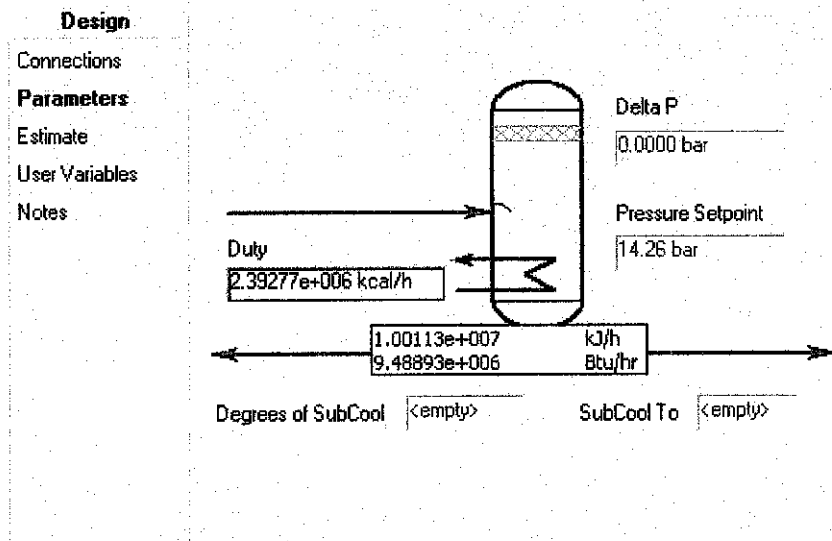 Design
Connections
Parameters
Estimate
User Variables
Notes
Delta P
0.0000 bar
Pressure Setpoint
14.26 bar
Duty
2.39277e+006 kcal/h
1.00113e+007 kJ/h
9.48893e+006 Btu/hr
Degrees of SubCool <empty> SubCool To <empty>